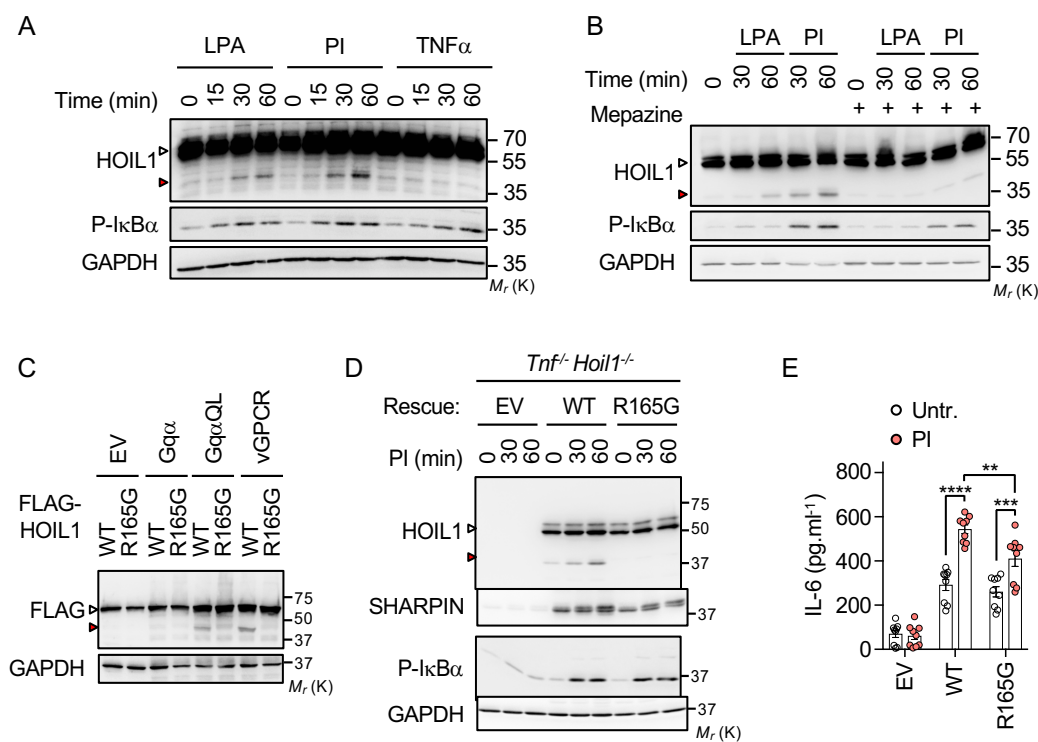 A
LPA PI TNFα
Time (min) 0 15 30 60 0 15 30 60 0 15 30 60
HOIL1
70
55
35
P-IκBα 35
GAPDH 35
Mr (K)
B
LPA PI LPA PI
Time (min) 0 30 60 30 60 0 30 60 30 60
Mepazine + + + + +
HOIL1
70
55
35
P-IκBα 35
GAPDH 35
Mr (K)
C
EV Gqα GqαQL vGPCR
FLAG-HOIL1
WT R165G WT R165G WT R165G WT R165G
FLAG
75
50
37
GAPDH 37
Mr (K)
D
Tnf-/- Hoil1-/-
Rescue: EV WT R165G
PI (min) 0 30 60 0 30 60 0 30 60
HOIL1
75
50
37
SHARPIN 37
P-IκBα 37
GAPDH 37
Mr (K)
E
Untr.
PI
IL-6 (pg.ml-1)
800
600
400
200
0
**
**** ***
EV WT R165G